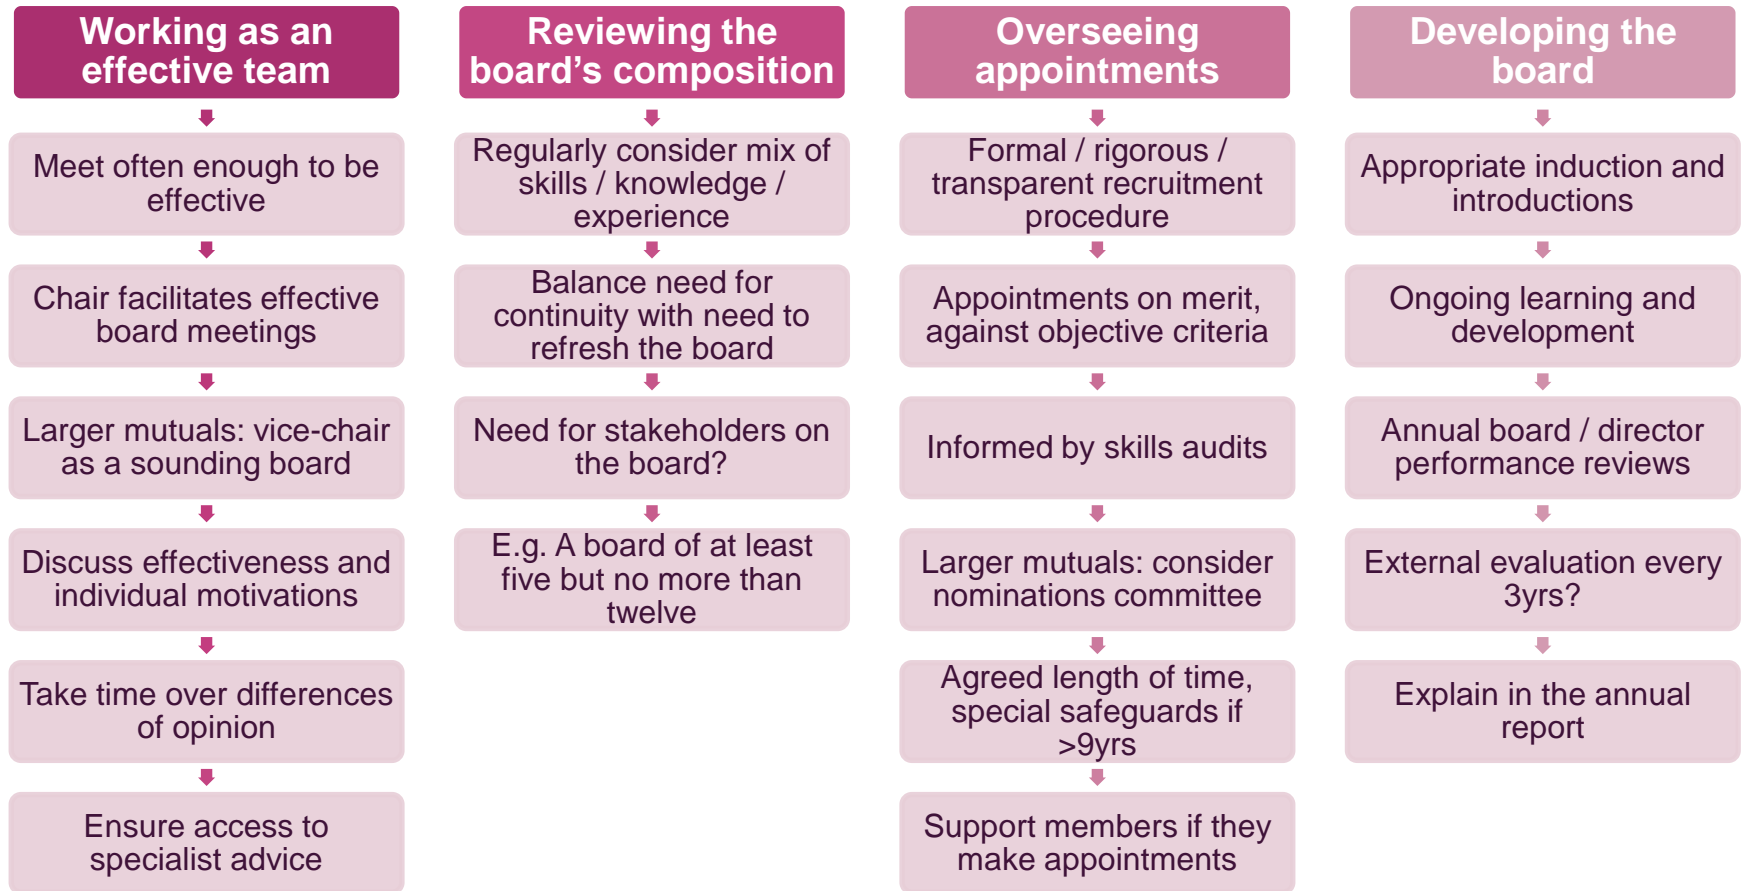 Working as an
effective team
Meet often enough to be
effective
Chair facilitates effective
board meetings
Larger mutuals: vice-chair
as a sounding board
Discuss effectiveness and
individual motivations
Take time over differences
of opinion
Ensure access to
specialist advice
Reviewing the
board’s composition
Regularly consider mix of
skills / knowledge /
experience
Balance need for
continuity with need to
refresh the board
Need for stakeholders on
the board?
E.g. A board of at least
five but no more than
twelve
Overseeing
appointments
Formal / rigorous /
transparent recruitment
procedure
Appointments on merit,
against objective criteria
Informed by skills audits
Larger mutuals: consider
nominations committee
Agreed length of time,
special safeguards if
>9yrs
Support members if they
make appointments
Developing the
board
Appropriate induction and
introductions
Ongoing learning and
development
Annual board / director
performance reviews
External evaluation every
3yrs?
Explain in the annual
report